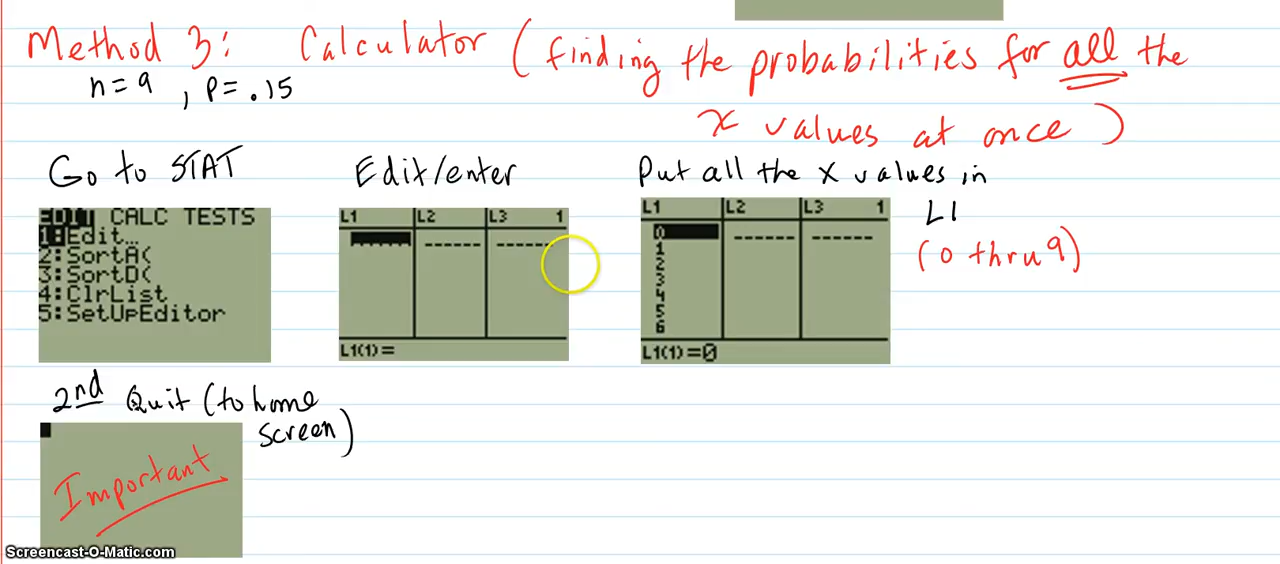 Method 3: Calculator (finding the probabilities for all the
x values at once)
n=9, p=.15
Go to STAT
EDIT CALC TESTS
1:Edit…
2:SortA(
3:SortD(
4:ClrList
5:SetUpEditor
Edit/enter
L1 L2 L3 1
------ ------
L1(1)=
Put all the x values in
L1
(0 thru 9)
L1 L2 L3 1
0 ------ ------
1
2
3
4
5
6
L1(1)=0
2nd Quit (to home
screen)
Important
Screencast-O-Matic.com